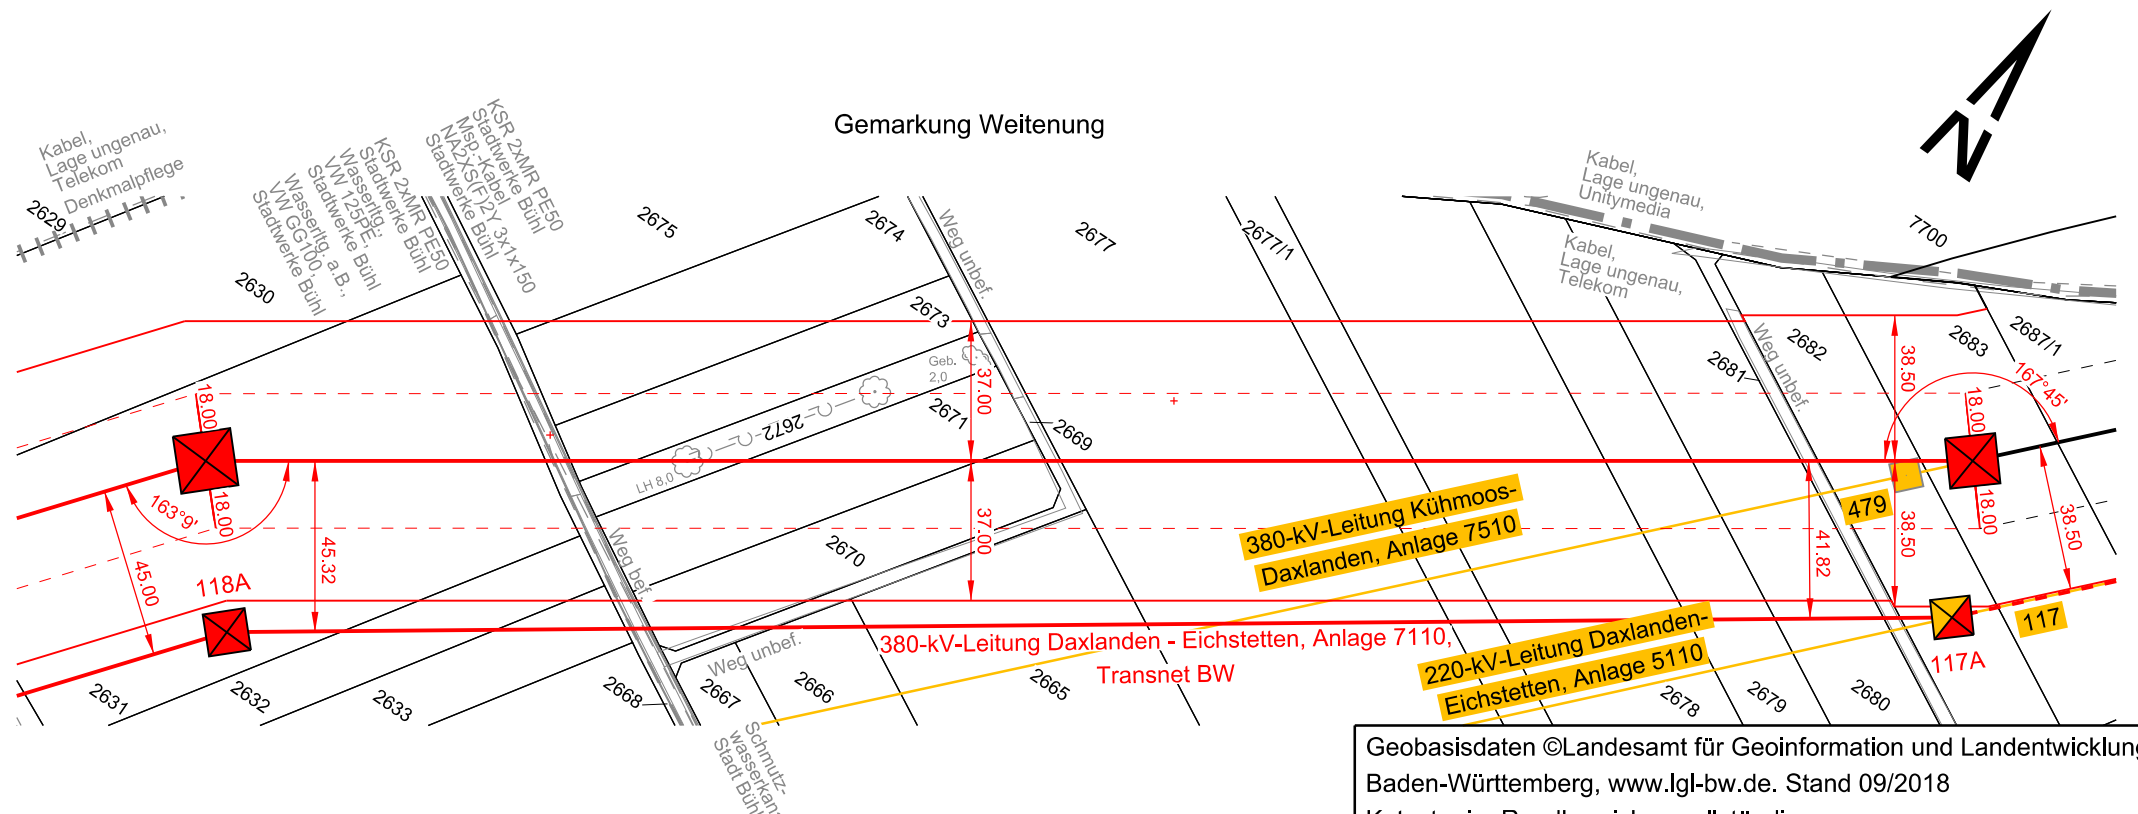 Gemarkung Weitenung
Kabel,
Lage ungenau,
Telekom
Denkmalpflege
2629
2630
Wasserltg. a.B.,
VW GG100,
Stadtwerke Bühl
Wasserltg.,
VW 125PE,
Stadtwerke Bühl
KSR 2xMR PE50
Stadtwerke Bühl
KSR 2xMR PE50
Stadtwerke Bühl
Msp.-Kabel
NA2XS(F)2Y 3x1x150
Stadtwerke Bühl
2675
2674
Weg unbef.
2677
2677/1
Kabel,
Lage ungenau,
Unitymedia
Kabel,
Lage ungenau,
Telekom
7700
N
2673
Geb.
2,0
2672
2671
LH 8,0
2669
2670
37.00
37.00
18.00
18.00
163°9'
45.00
45.32
118A
Weg bef.
Weg unbef.
2681
2682
Weg unbef.
2683
2687/1
38.50
38.50
167°45'
18.00
18.00
38.50
41.82
479
380-kV-Leitung Kühmoos-
Daxlanden, Anlage 7510
380-kV-Leitung Daxlanden - Eichstetten, Anlage 7110,
Transnet BW
220-kV-Leitung Daxlanden-
Eichstetten, Anlage 5110
117
117A
2631
2632
2633
2668
2667
2666
2665
2678
2679
2680
Schmutz-
wasserkan
Stadt Bühl
Geobasisdaten ©Landesamt für Geoinformation und Landentwicklung
Baden-Württemberg, www.lgl-bw.de. Stand 09/2018